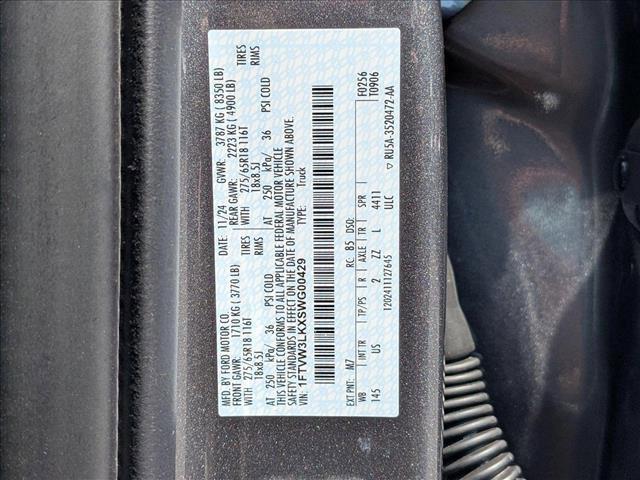 MFD. BY FORD MOTOR CO.
DATE 11/24 GVWR: 3787 KG ( 8350 LB)
FRONT GAWR: 1710 KG ( 3770 LB) REAR GAWR: 2223 KG ( 4900 LB)
WITH 275/65R18 116T TIRES WITH 275/65R18 116T TIRES
18x8.5J RIMS 18x8.5J RIMS
AT 250 kPa/ 36 PSI COLD AT 250 kPa/ 36 PSI COLD
THIS VEHICLE CONFORMS TO ALL APPLICABLE FEDERAL MOTOR VEHICLE
SAFETY STANDARDS IN EFFECT ON THE DATE OF MANUFACTURE SHOWN ABOVE.
VIN: 1FTVW3LKXSWG00429
TYPE: Truck
F0256
T0906
EXT PNT: M7 RC: 85 DSO:
WB INT TR TP/PS R AXLE TR SPR
145 US 2 ZZ L 4411
ULC
1202411127645 ▽ RU5A-3520472-AA